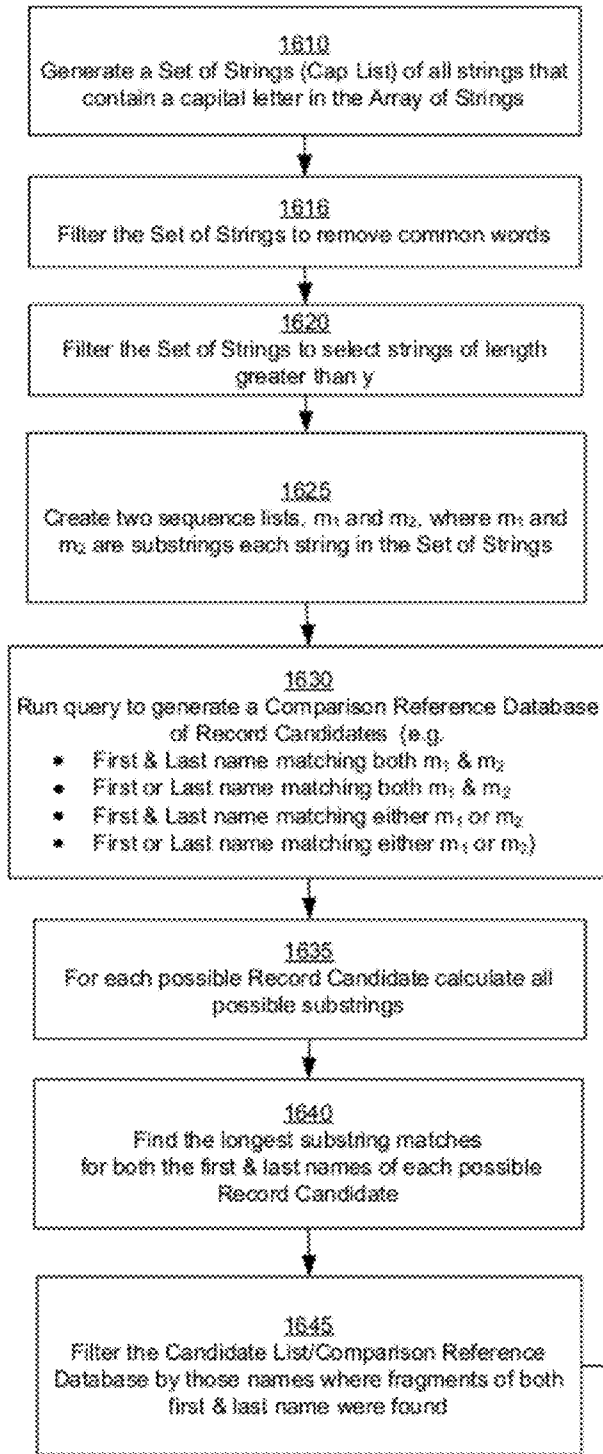 1610
Generate a Set of Strings (Cap List) of all strings that
contain a capital letter in the Array of Strings
1616
Filter the Set of Strings to remove common words
1620
Filter the Set of Strings to select strings of length
greater than y
1625
Create two sequence lists, m₁ and m₂, where m₁ and
m₂ are substrings each string in the Set of Strings
1630
Run query to generate a Comparison Reference Database
of Record Candidates (e.g.
• First & Last name matching both m₁ & m₂
• First or Last name matching both m₁ & m₂
• First & Last name matching either m₁ or m₂
• First or Last name matching either m₁ or m₂)
1635
For each possible Record Candidate calculate all
possible substrings
1640
Find the longest substring matches
for both the first & last names of each possible
Record Candidate
1645
Filter the Candidate List/Comparison Reference
Database by those names where fragments of both
first & last name were found